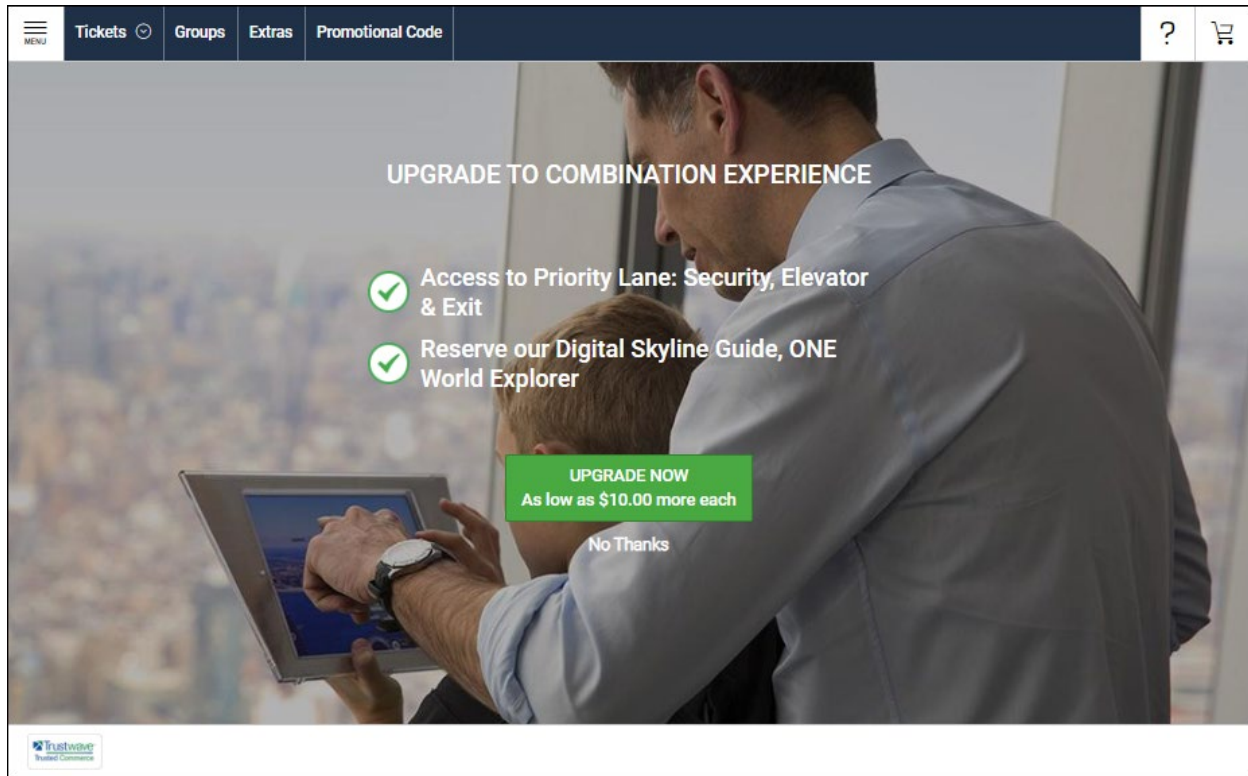 MENU
Tickets
Groups
Extras
Promotional Code
?
UPGRADE TO COMBINATION EXPERIENCE
Access to Priority Lane: Security, Elevator
& Exit
Reserve our Digital Skyline Guide, ONE
World Explorer
UPGRADE NOW
As low as $10.00 more each
No Thanks
Trustwave
Trusted Commerce